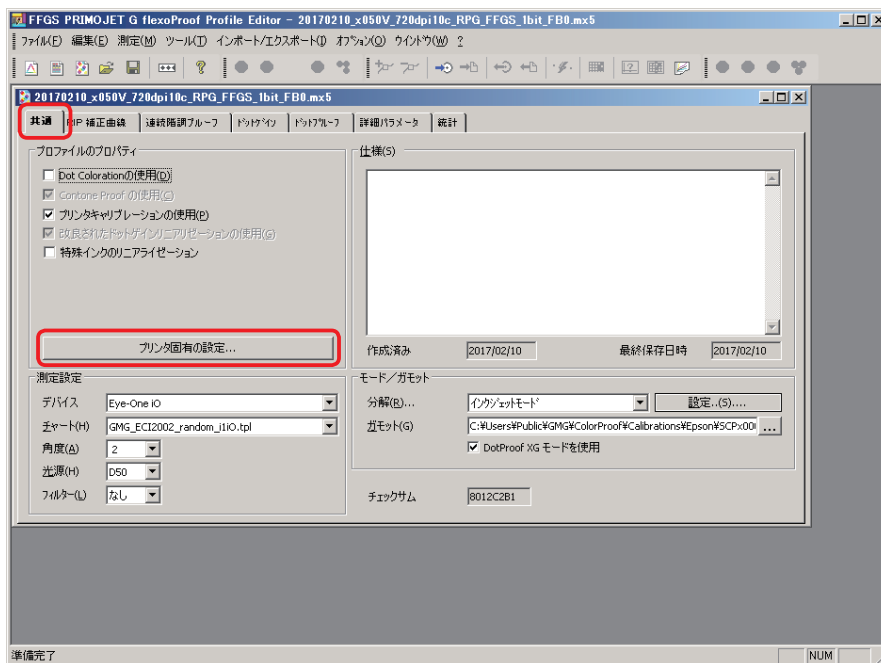 FFGS PRIMOJET G flexoProof Profile Editor - 20170210_x050V_720dpi10c_RPG_FFGS_1bit_FB0.mx5
ファイル(F) 編集(E) 測定(M) ツール(T) インポート/エクスポート(I) オプション(O) ウインドウ(W) ?
20170210_x050V_720dpi10c_RPG_FFGS_1bit_FB0.mx5
共通 RIP 補正曲線 連続階調プルーフ ドットゲイン ドットプルーフ 詳細パラメータ 統計
プロファイルのプロパティ
Dot Colorationの使用(D)
Contone Proof の使用(C)
プリンタキャリブレーションの使用(P)
改良されたドットゲインリニアリゼーションの使用(G)
特殊インクのリニアライゼーション
プリンタ固有の設定...
仕様(S)
作成済み 2017/02/10 最終保存日時 2017/02/10
測定設定
デバイス Eye-One iO
チャート(H) GMG_ECI2002_random_i1iO.tpl
角度(A) 2
光源(H) D50
フィルター(L) なし
モード/ガモット
分解(R)... インクジェットモード 設定..(S)....
ガモット(G) C:¥Users¥Public¥GMG¥ColorProof¥Calibrations¥Epson¥SCPx00 ...
DotProof XG モードを使用
チェックサム 8012C2B1
準備完了 NUM